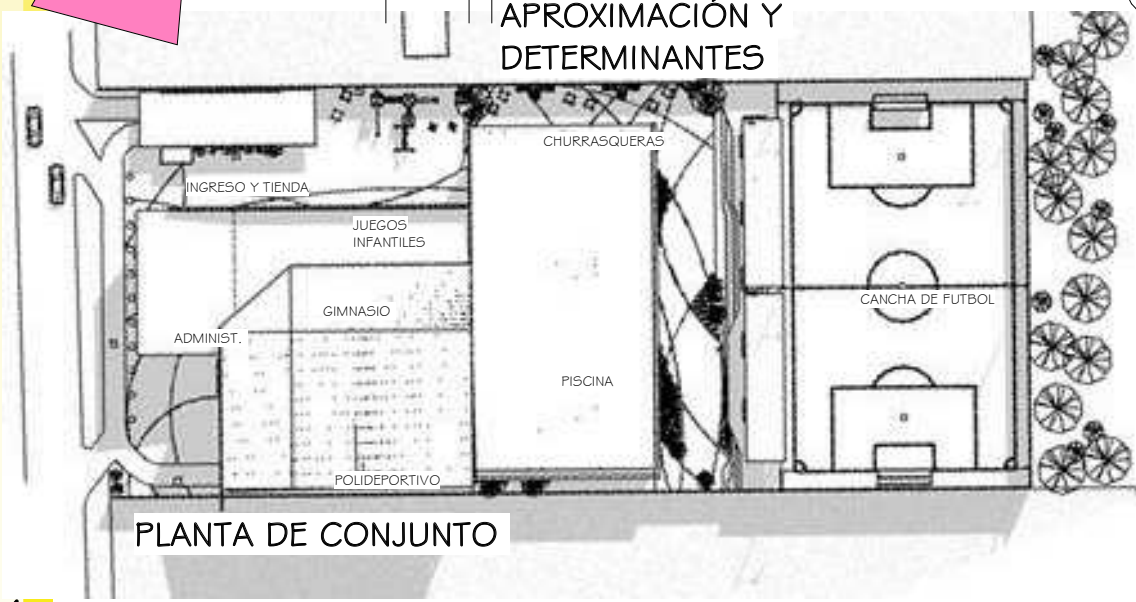 APROXIMACIÓN Y
DETERMINANTES
CHURRASQUERAS
INGRESO Y TIENDA
JUEGOS
INFANTILES
CANCHA DE FUTBOL
GIMNASIO
ADMINIST.
PISCINA
POLIDEPORTIVO
PLANTA DE CONJUNTO